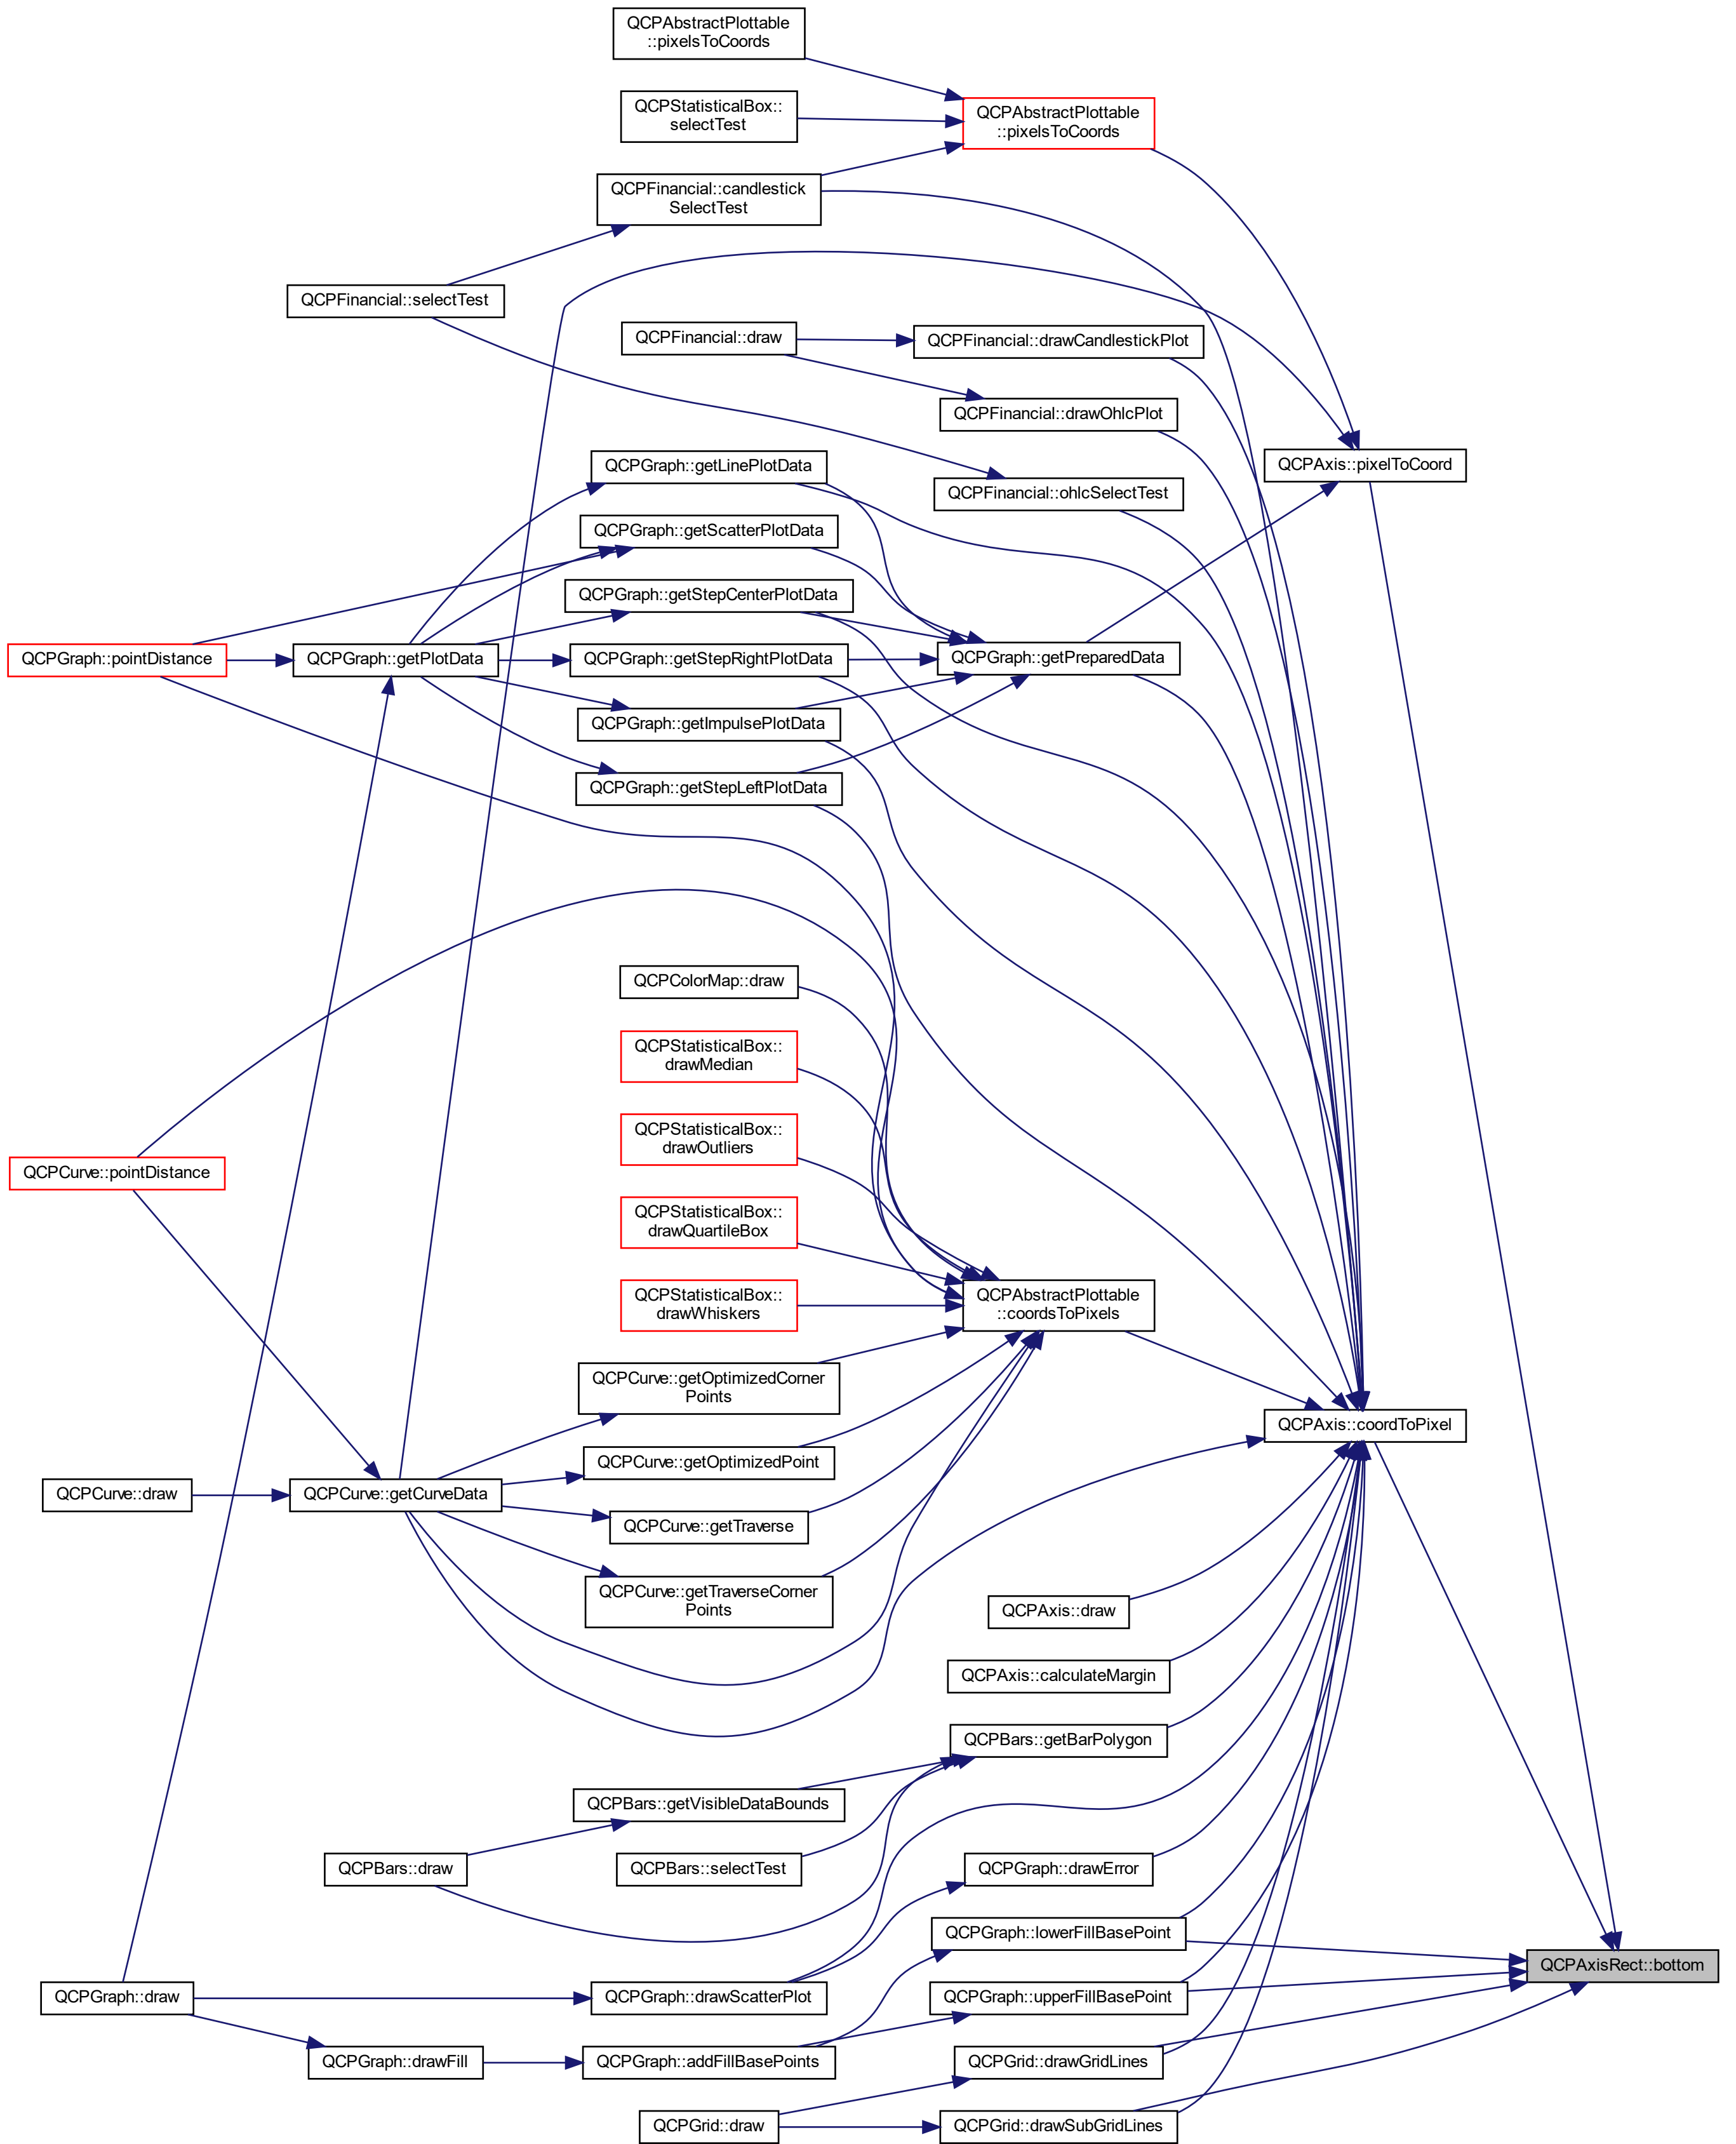 QCPAbstractPlottable
::pixelsToCoords
QCPStatisticalBox::
selectTest
QCPAbstractPlottable
::pixelsToCoords
QCPFinancial::candlestick
SelectTest
QCPFinancial::selectTest
QCPFinancial::draw
QCPFinancial::drawCandlestickPlot
QCPFinancial::drawOhlcPlot
QCPAxis::pixelToCoord
QCPGraph::getLinePlotData
QCPFinancial::ohlcSelectTest
QCPGraph::getScatterPlotData
QCPGraph::getStepCenterPlotData
QCPGraph::pointDistance
QCPGraph::getPlotData
QCPGraph::getStepRightPlotData
QCPGraph::getPreparedData
QCPGraph::getImpulsePlotData
QCPGraph::getStepLeftPlotData
QCPColorMap::draw
QCPStatisticalBox::
drawMedian
QCPStatisticalBox::
drawOutliers
QCPCurve::pointDistance
QCPStatisticalBox::
drawQuartileBox
QCPStatisticalBox::
drawWhiskers
QCPAbstractPlottable
::coordsToPixels
QCPCurve::getOptimizedCorner
Points
QCPAxis::coordToPixel
QCPCurve::getOptimizedPoint
QCPCurve::draw
QCPCurve::getCurveData
QCPCurve::getTraverse
QCPCurve::getTraverseCorner
Points
QCPAxis::draw
QCPAxis::calculateMargin
QCPBars::getBarPolygon
QCPBars::getVisibleDataBounds
QCPBars::draw
QCPBars::selectTest
QCPGraph::drawError
QCPGraph::lowerFillBasePoint
QCPAxisRect::bottom
QCPGraph::draw
QCPGraph::drawScatterPlot
QCPGraph::upperFillBasePoint
QCPGraph::drawFill
QCPGraph::addFillBasePoints
QCPGrid::drawGridLines
QCPGrid::draw
QCPGrid::drawSubGridLines